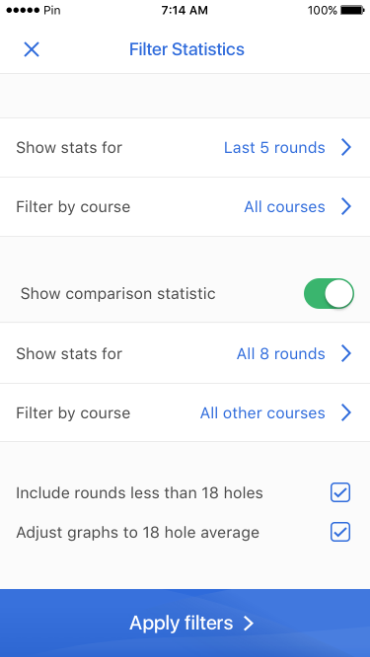 Pin 7:14 AM 100%
Filter Statistics
Show stats for Last 5 rounds
Filter by course All courses
Show comparison statistic
Show stats for All 8 rounds
Filter by course All other courses
Include rounds less than 18 holes
Adjust graphs to 18 hole average
Apply filters